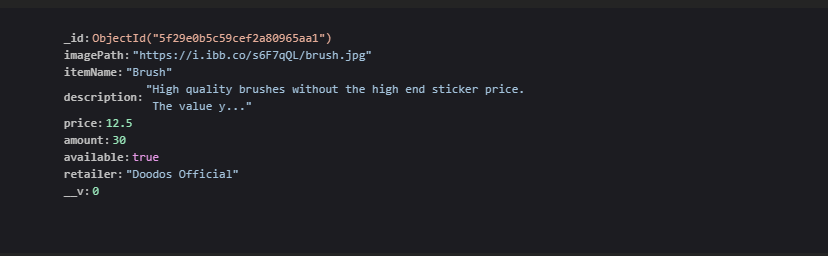 _id:ObjectId("5f29e0b5c59cef2a80965aa1")
imagePath:"https://i.ibb.co/s6F7qQL/brush.jpg"
itemName:"Brush"
description:"High quality brushes without the high end sticker price.
The value y..."
price:12.5
amount:30
available:true
retailer:"Doodos Official"
__v:0